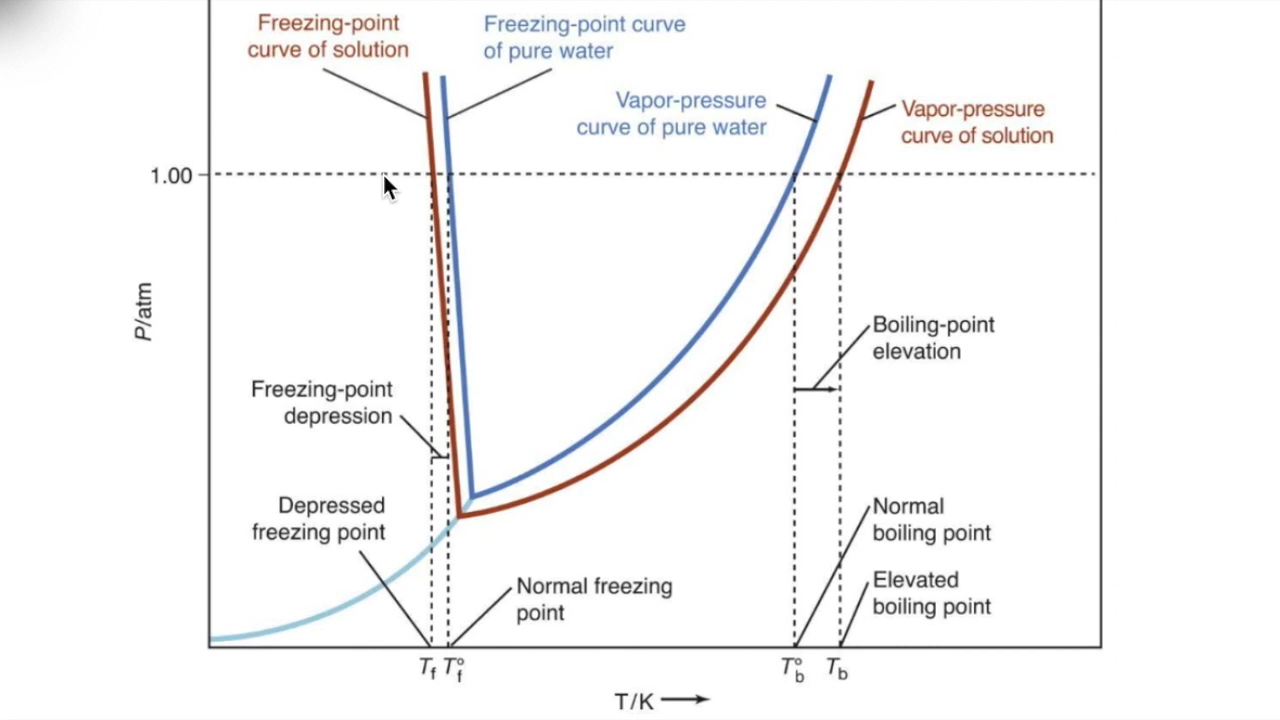 Freezing-point
curve of solution
Freezing-point curve
of pure water
Vapor-pressure
curve of pure water
Vapor-pressure
curve of solution
1.00
P/atm
Boiling-point
elevation
Freezing-point
depression
Depressed
freezing point
Normal
boiling point
Normal freezing
point
Elevated
boiling point
Tf T°f T°b Tb
T/K